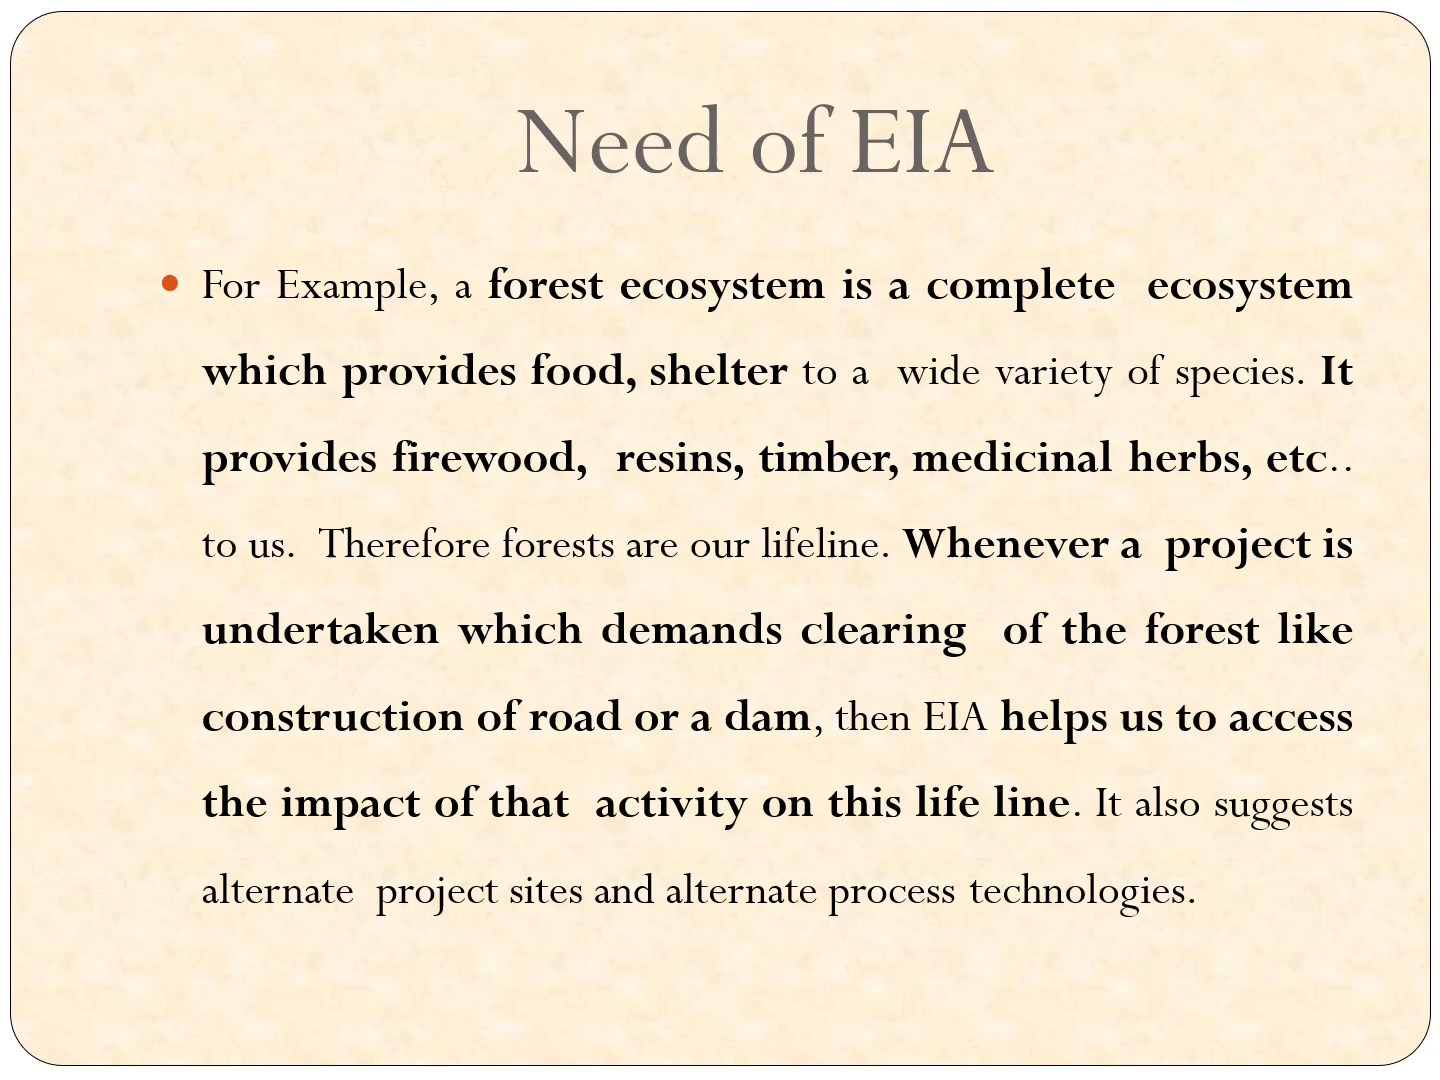 Need of EIA
For Example, a forest ecosystem is a complete ecosystem
which provides food, shelter to a wide variety of species. It
provides firewood, resins, timber, medicinal herbs, etc..
to us. Therefore forests are our lifeline. Whenever a project is
undertaken which demands clearing of the forest like
construction of road or a dam, then EIA helps us to access
the impact of that activity on this life line. It also suggests
alternate project sites and alternate process technologies.